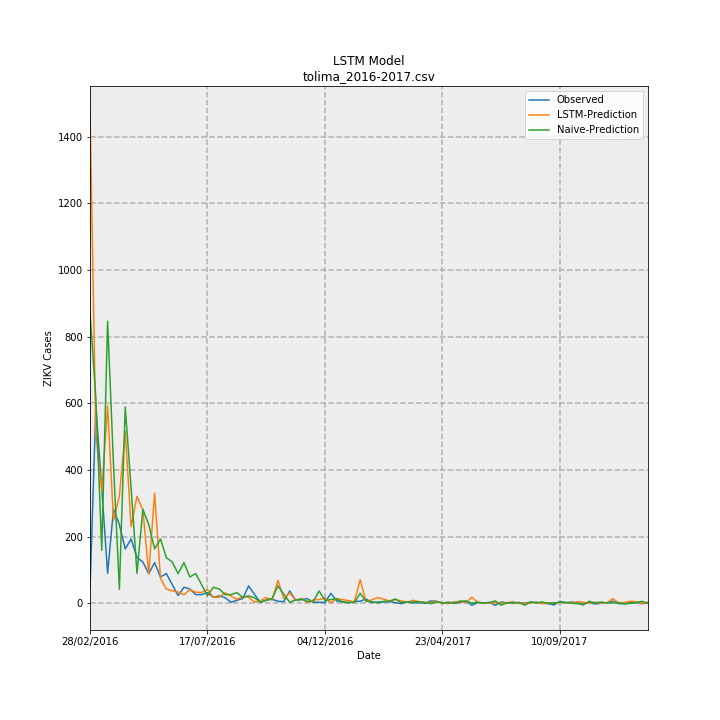 LSTM Model
tolima_2016-2017.csv
Observed
LSTM-Prediction
Naive-Prediction
1400
1200
1000
800
600
400
200
0
ZIKV Cases
28/02/2016
17/07/2016
04/12/2016
23/04/2017
10/09/2017
Date